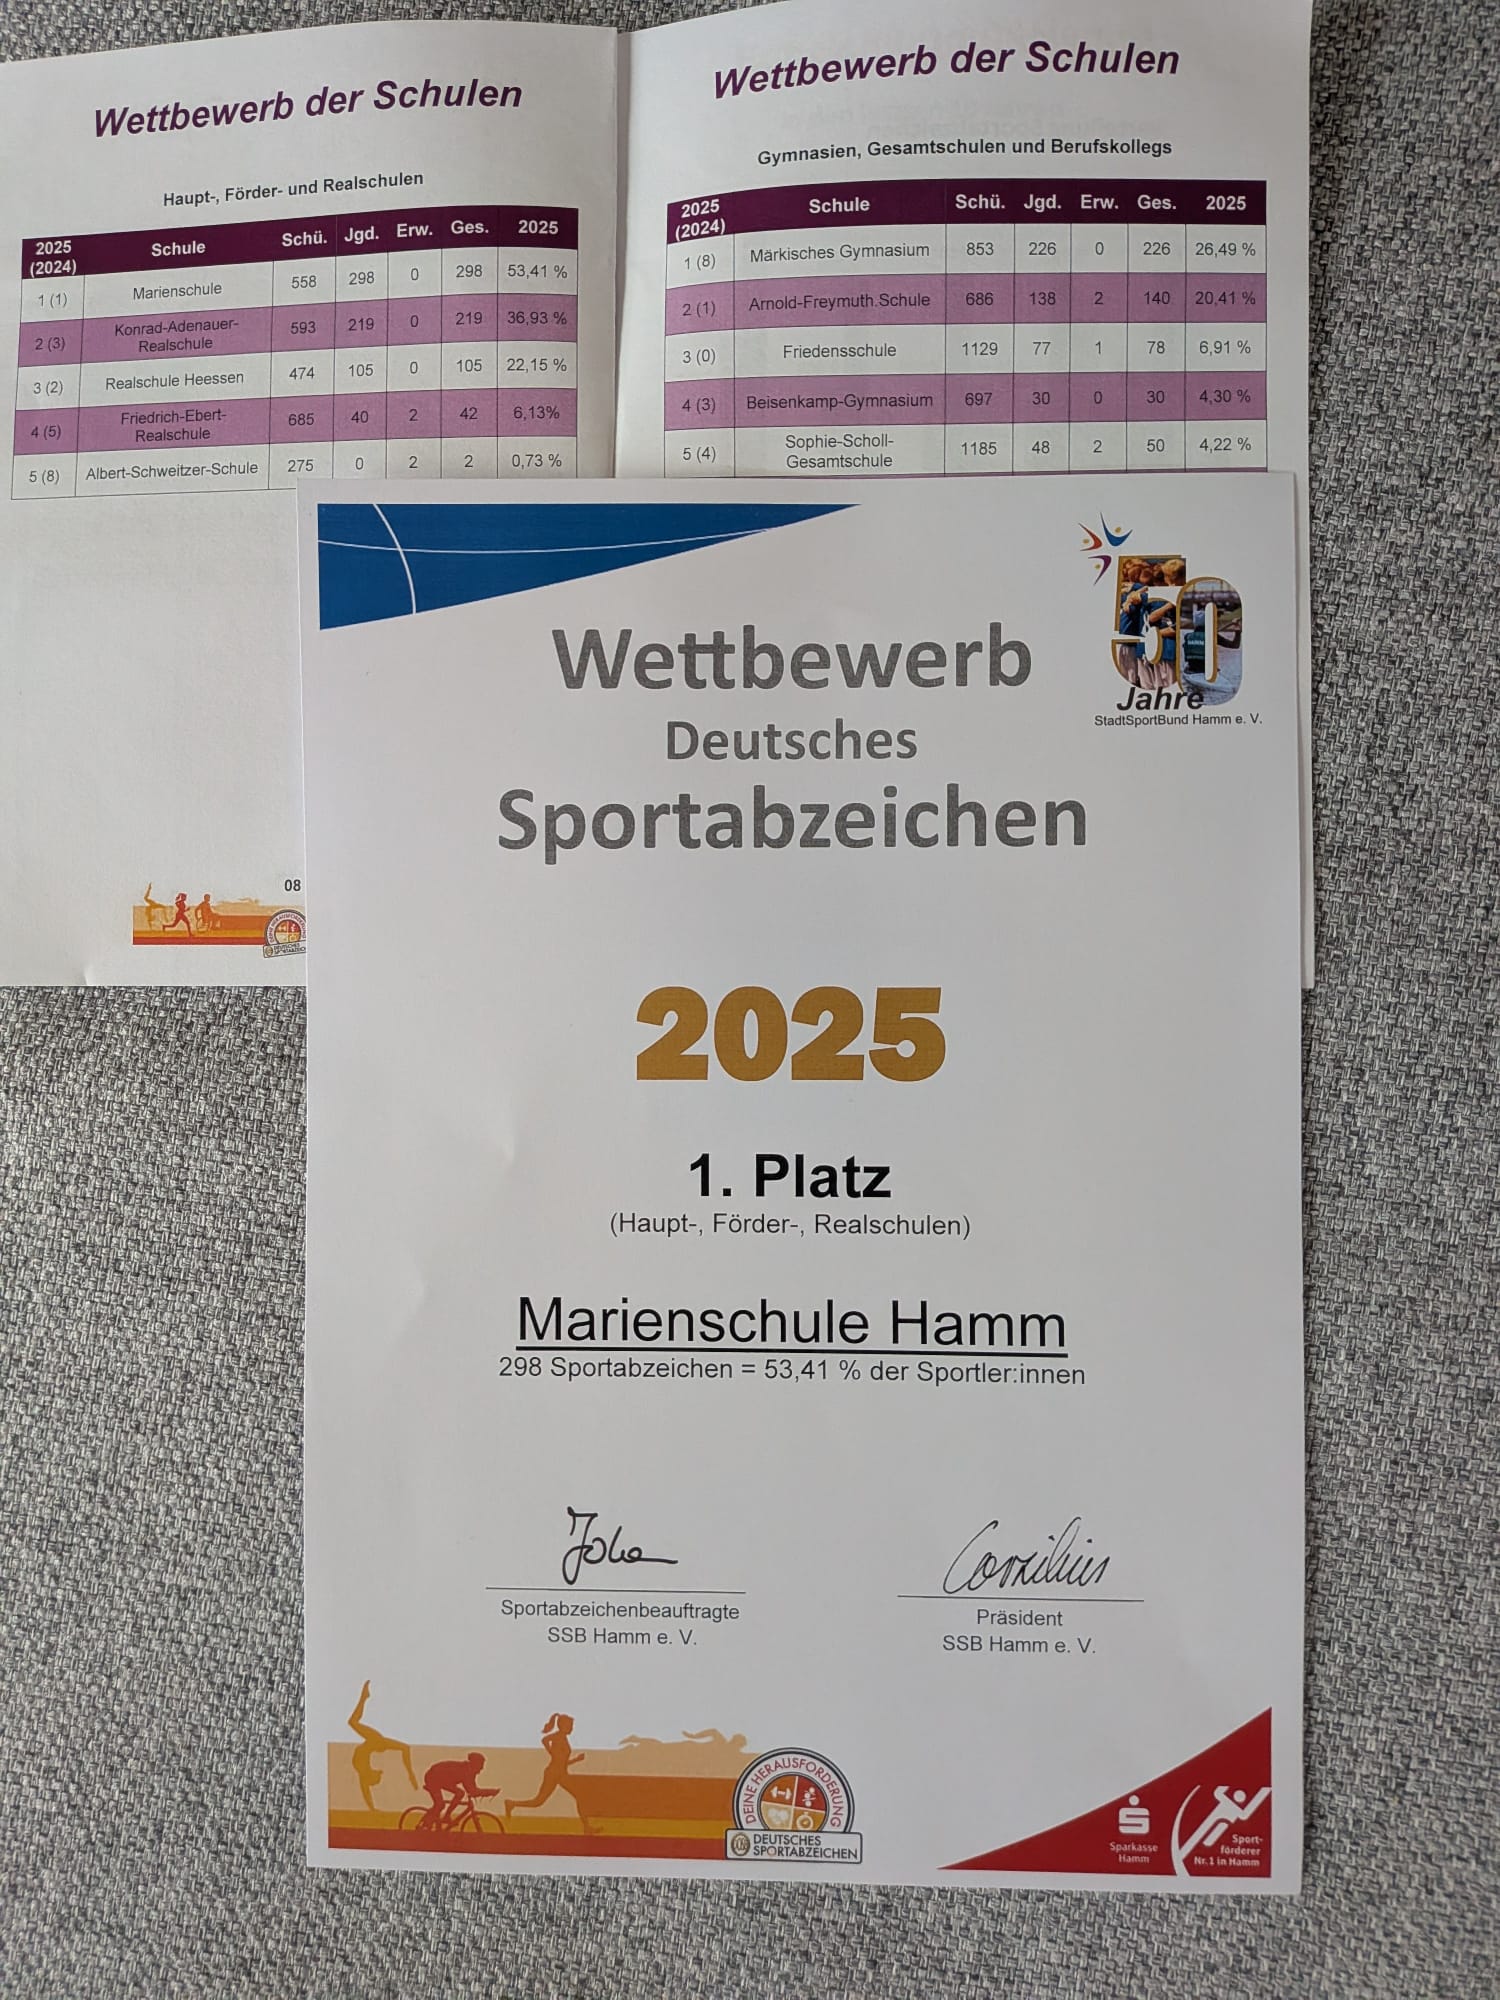 Wettbewerb der Schulen
Haupt-, Förder- und Realschulen
2025 (2024) Schule Schü. Jgd. Erw. Ges. 2025
1 (1) Marienschule 558 298 0 298 53,41 %
2 (3) Konrad-Adenauer-Realschule 593 219 0 219 36,93 %
3 (2) Realschule Heessen 474 105 0 105 22,15 %
4 (5) Friedrich-Ebert-Realschule 685 40 2 42 6,13%
5 (8) Albert-Schweitzer-Schule 275 0 2 2 0,73 %
08
Wettbewerb der Schulen
Gymnasien, Gesamtschulen und Berufskollegs
2025 (2024) Schule Schü. Jgd. Erw. Ges. 2025
1 (8) Märkisches Gymnasium 853 226 0 226 26,49 %
2 (1) Arnold-Freymuth.Schule 686 138 2 140 20,41 %
3 (0) Friedensschule 1129 77 1 78 6,91 %
4 (3) Beisenkamp-Gymnasium 697 30 0 30 4,30 %
5 (4) Sophie-Scholl-Gesamtschule 1185 48 2 50 4,22 %
50
Jahre
StadtSportBund Hamm e. V.
Wettbewerb
Deutsches
Sportabzeichen
2025
1. Platz
(Haupt-, Förder-, Realschulen)
Marienschule Hamm
298 Sportabzeichen = 53,41 % der Sportler:innen
Sportabzeichenbeauftragte
SSB Hamm e. V.
Corzilius
Präsident
SSB Hamm e. V.
DEINE HERAUSFORDERUNG
DEUTSCHES
SPORTABZEICHEN
Sparkasse
Hamm
Sport-
förderer
Nr. 1 in Hamm